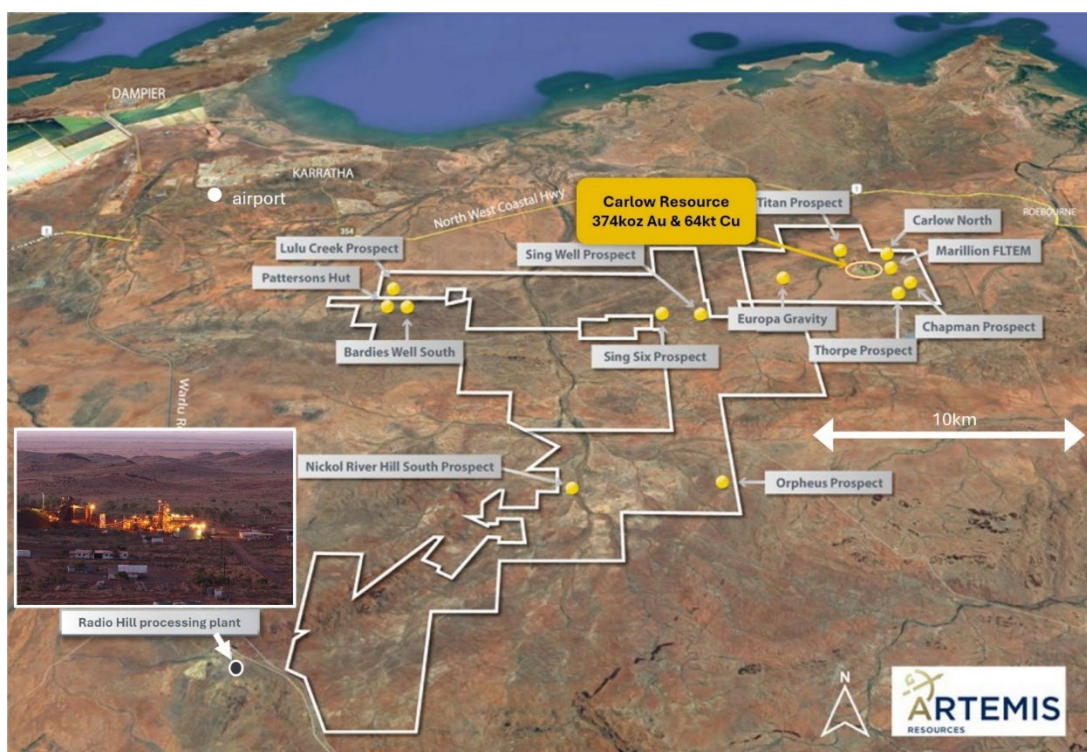 DAMPIER
KARRATHA
airport
North West Coastal Hwy
1
354
1
ROEBOURNE
Carlow Resource
374koz Au & 64kt Cu
Titan Prospect
Carlow North
Marillion FLTEM
Lulu Creek Prospect
Sing Well Prospect
Pattersons Hut
Europa Gravity
Chapman Prospect
Bardies Well South
Sing Six Prospect
Thorpe Prospect
10km
Nickol River Hill South Prospect
Orpheus Prospect
Radio Hill processing plant
N
ARTEMIS
RESOURCES